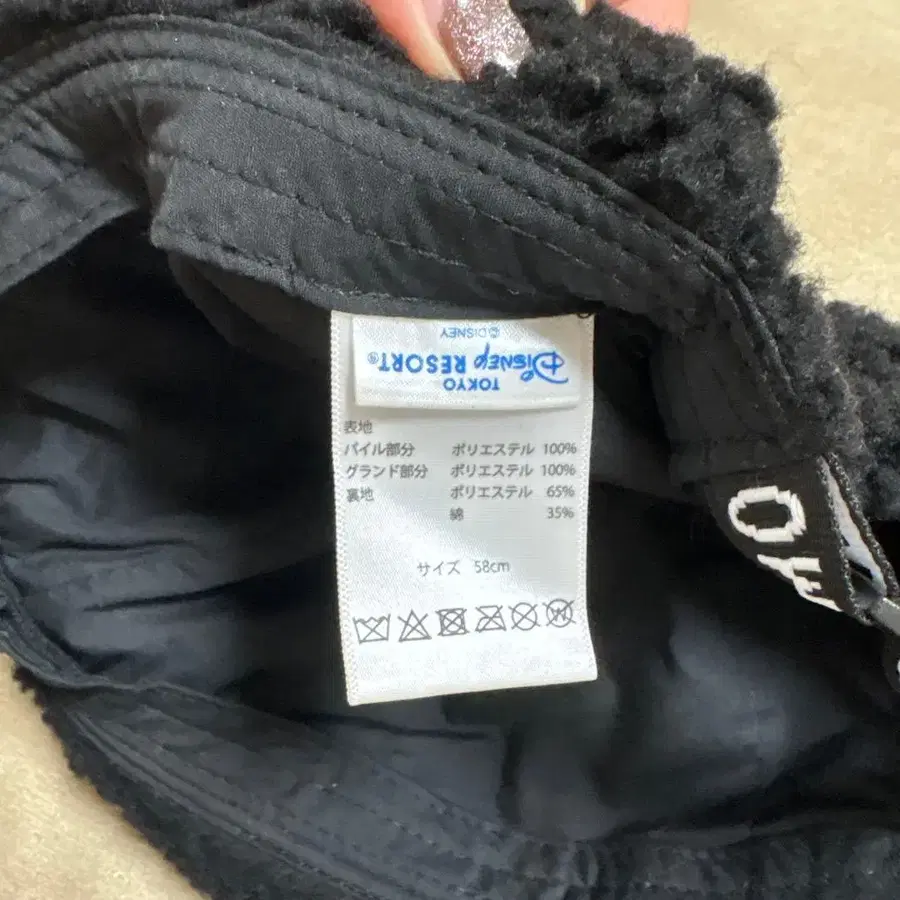 TOKYO
Disney RESORT®
©DISNEY
表地
パイル部分 ポリエステル 100%
グランド部分 ポリエステル 100%
裏地 ポリエステル 65%
綿 35%
サイズ 58cm